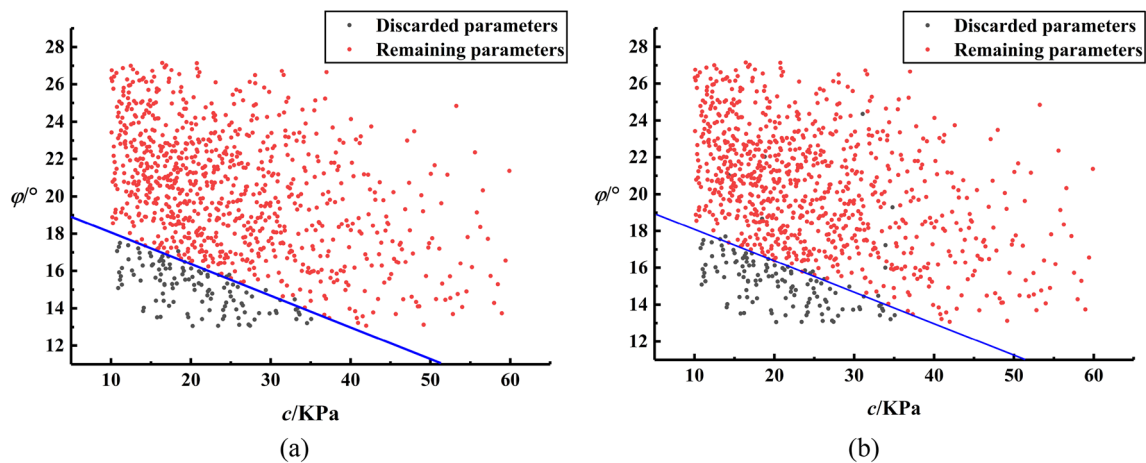 Discarded parameters
Remaining parameters
28
26
24
22
20
18
16
14
12
φ/°
10 20 30 40 50 60
c/KPa
(a)
Discarded parameters
Remaining parameters
28
26
24
22
20
18
16
14
12
φ/°
10 20 30 40 50 60
c/KPa
(b)